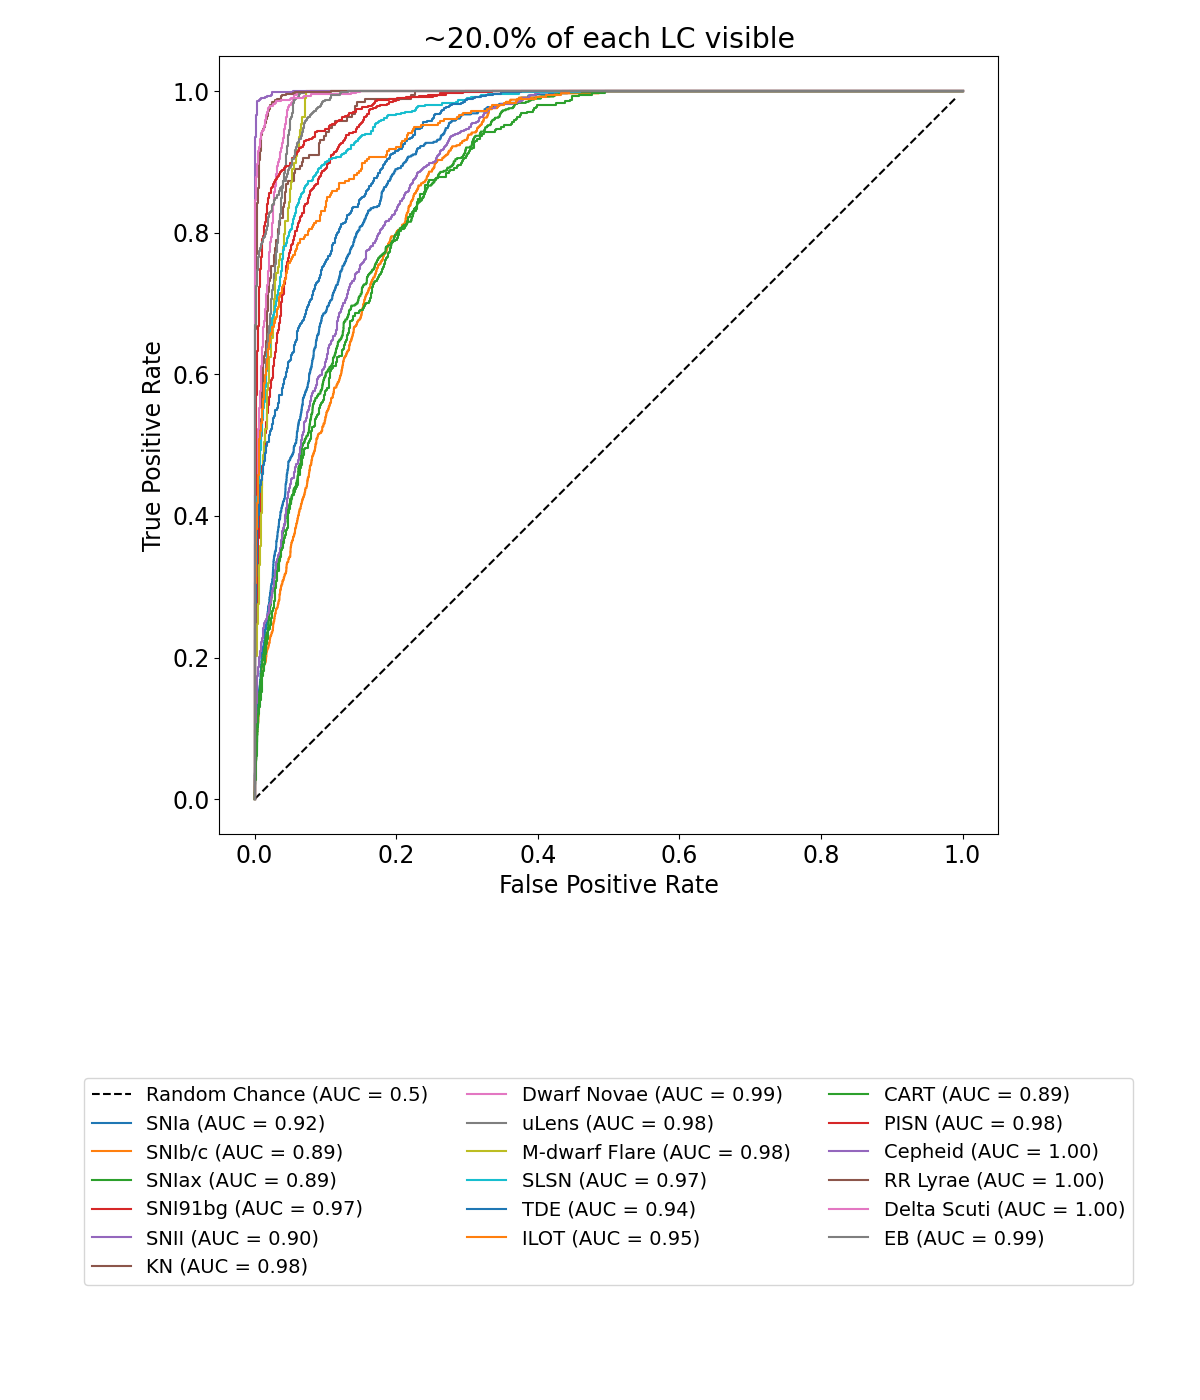 ~20.0% of each LC visible
1.0
0.8
0.6
0.4
0.2
0.0
True Positive Rate
0.0 0.2 0.4 0.6 0.8 1.0
False Positive Rate
Random Chance (AUC = 0.5)
SNIa (AUC = 0.92)
SNIb/c (AUC = 0.89)
SNIax (AUC = 0.89)
SNI91bg (AUC = 0.97)
SNII (AUC = 0.90)
KN (AUC = 0.98)
Dwarf Novae (AUC = 0.99)
uLens (AUC = 0.98)
M-dwarf Flare (AUC = 0.98)
SLSN (AUC = 0.97)
TDE (AUC = 0.94)
ILOT (AUC = 0.95)
CART (AUC = 0.89)
PISN (AUC = 0.98)
Cepheid (AUC = 1.00)
RR Lyrae (AUC = 1.00)
Delta Scuti (AUC = 1.00)
EB (AUC = 0.99)